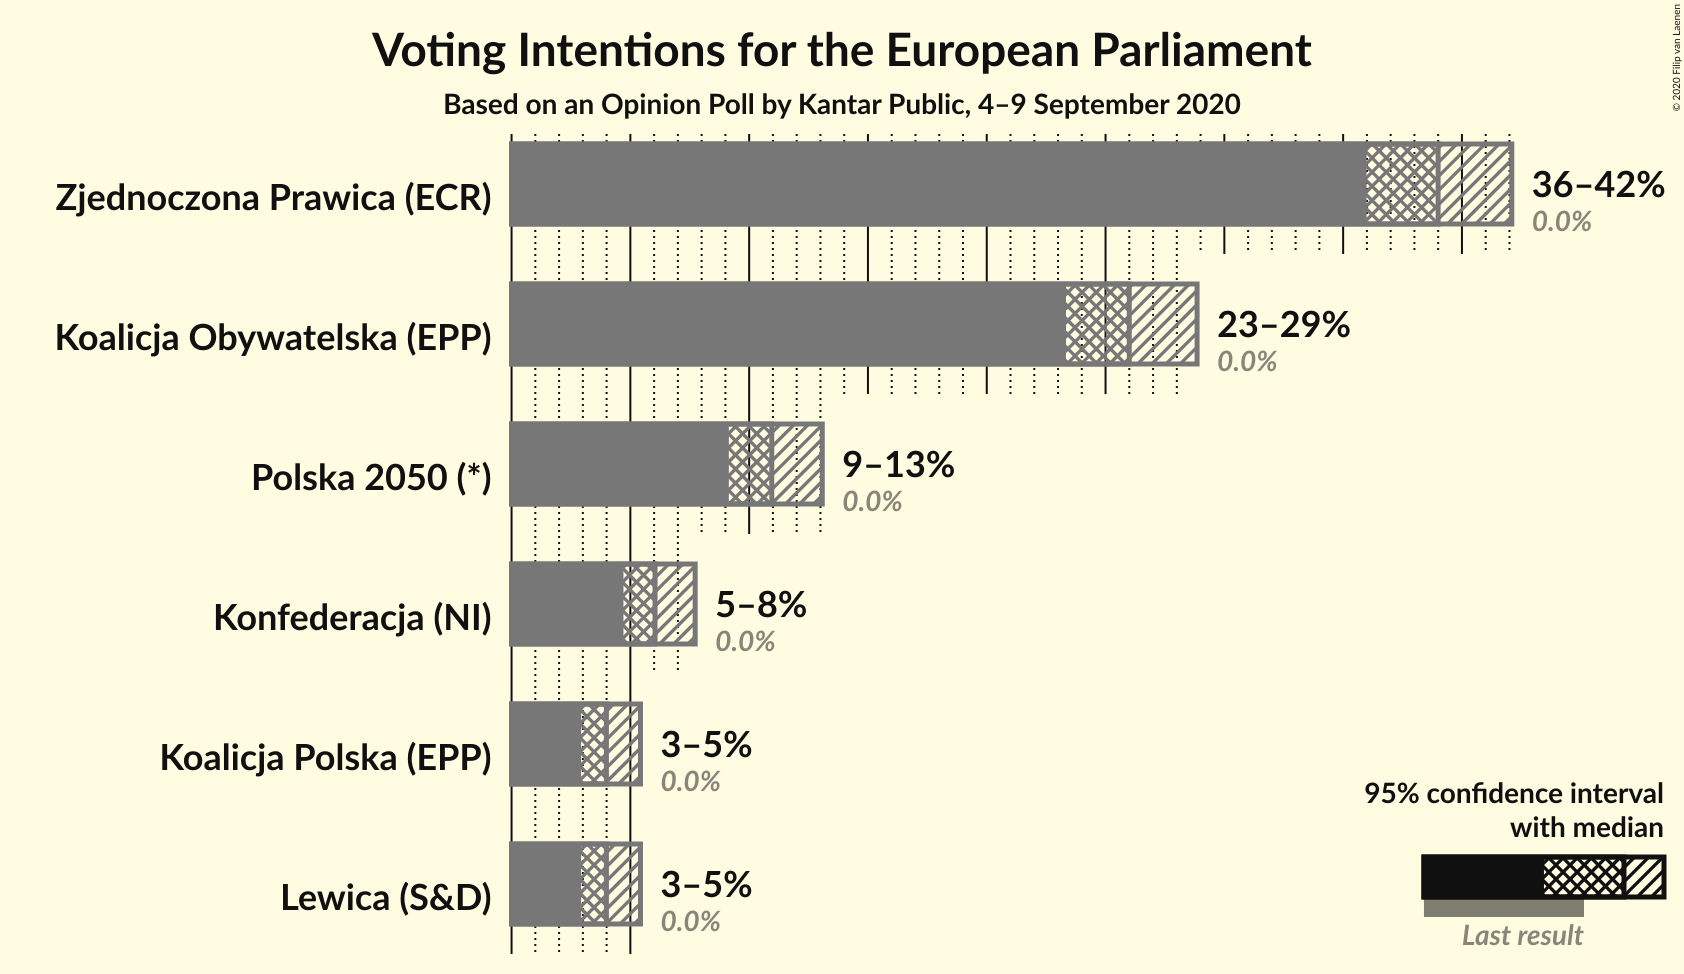 Voting Intentions for the European Parliament
Based on an Opinion Poll by Kantar Public, 4–9 September 2020
© 2020 Filip van Laenen
Zjednoczona Prawica (ECR)
36–42%
0.0%
Koalicja Obywatelska (EPP)
23–29%
0.0%
Polska 2050 (*)
9–13%
0.0%
Konfederacja (NI)
5–8%
0.0%
Koalicja Polska (EPP)
3–5%
0.0%
Lewica (S&D)
3–5%
0.0%
95% confidence interval
with median
Last result